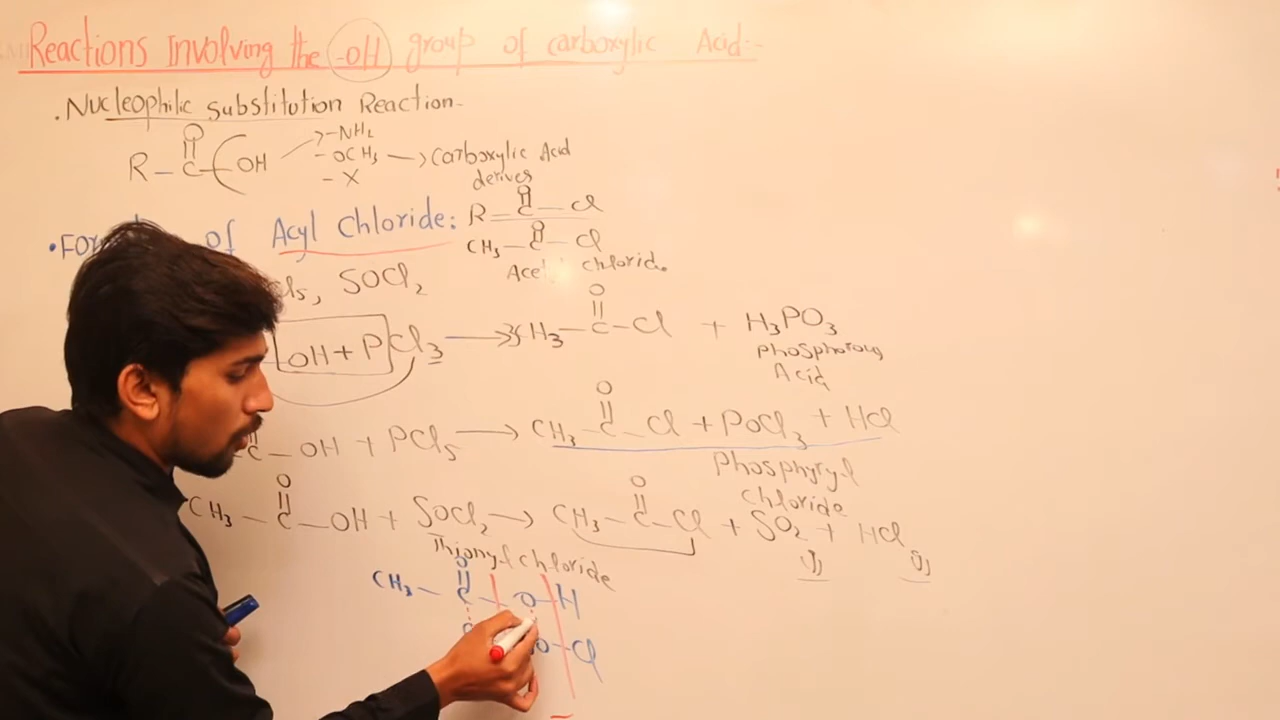 Reactions Involving the -OH group of carboxylic Acid:-
. Nucleophilic substitution Reaction-
O
R - C - OH
-NH2
- OCH3 → Carboxylic Acid
- X
derives
O
R - C - Cl
• of Acyl Chloride:
O
CH3 - C - Cl
Chloride
, SOCl2
O
OH + PCl3 → CH3 - C - Cl + H3PO3
Phosphorous
Acid
O
C - OH + PCl5 → CH3 - C - Cl + POCl3 + HCl
Phosphyryl
Chloride
O O
CH3 - C - OH + SOCl2 → CH3 - C - Cl + SO2 + HCl
Thionyl chloride
O
CH3 - C - O - H
- Cl